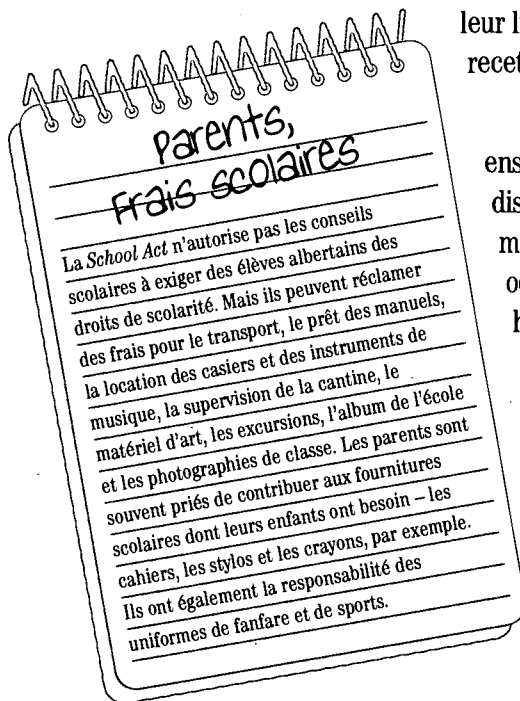 Parents,
Frais scolaires
La School Act n'autorise pas les conseils
scolaires à exiger des élèves albertains des
droits de scolarité. Mais ils peuvent réclamer
des frais pour le transport, le prêt des manuels,
la location des casiers et des instruments de
musique, la supervision de la cantine, le
matériel d'art, les excursions, l'album de l'école
et les photographies de classe. Les parents sont
souvent priés de contribuer aux fournitures
scolaires dont leurs enfants ont besoin – les
cahiers, les stylos et les crayons, par exemple.
Ils ont également la responsabilité des
uniformes de fanfare et de sports.
leur l
recet
ens
dis
m